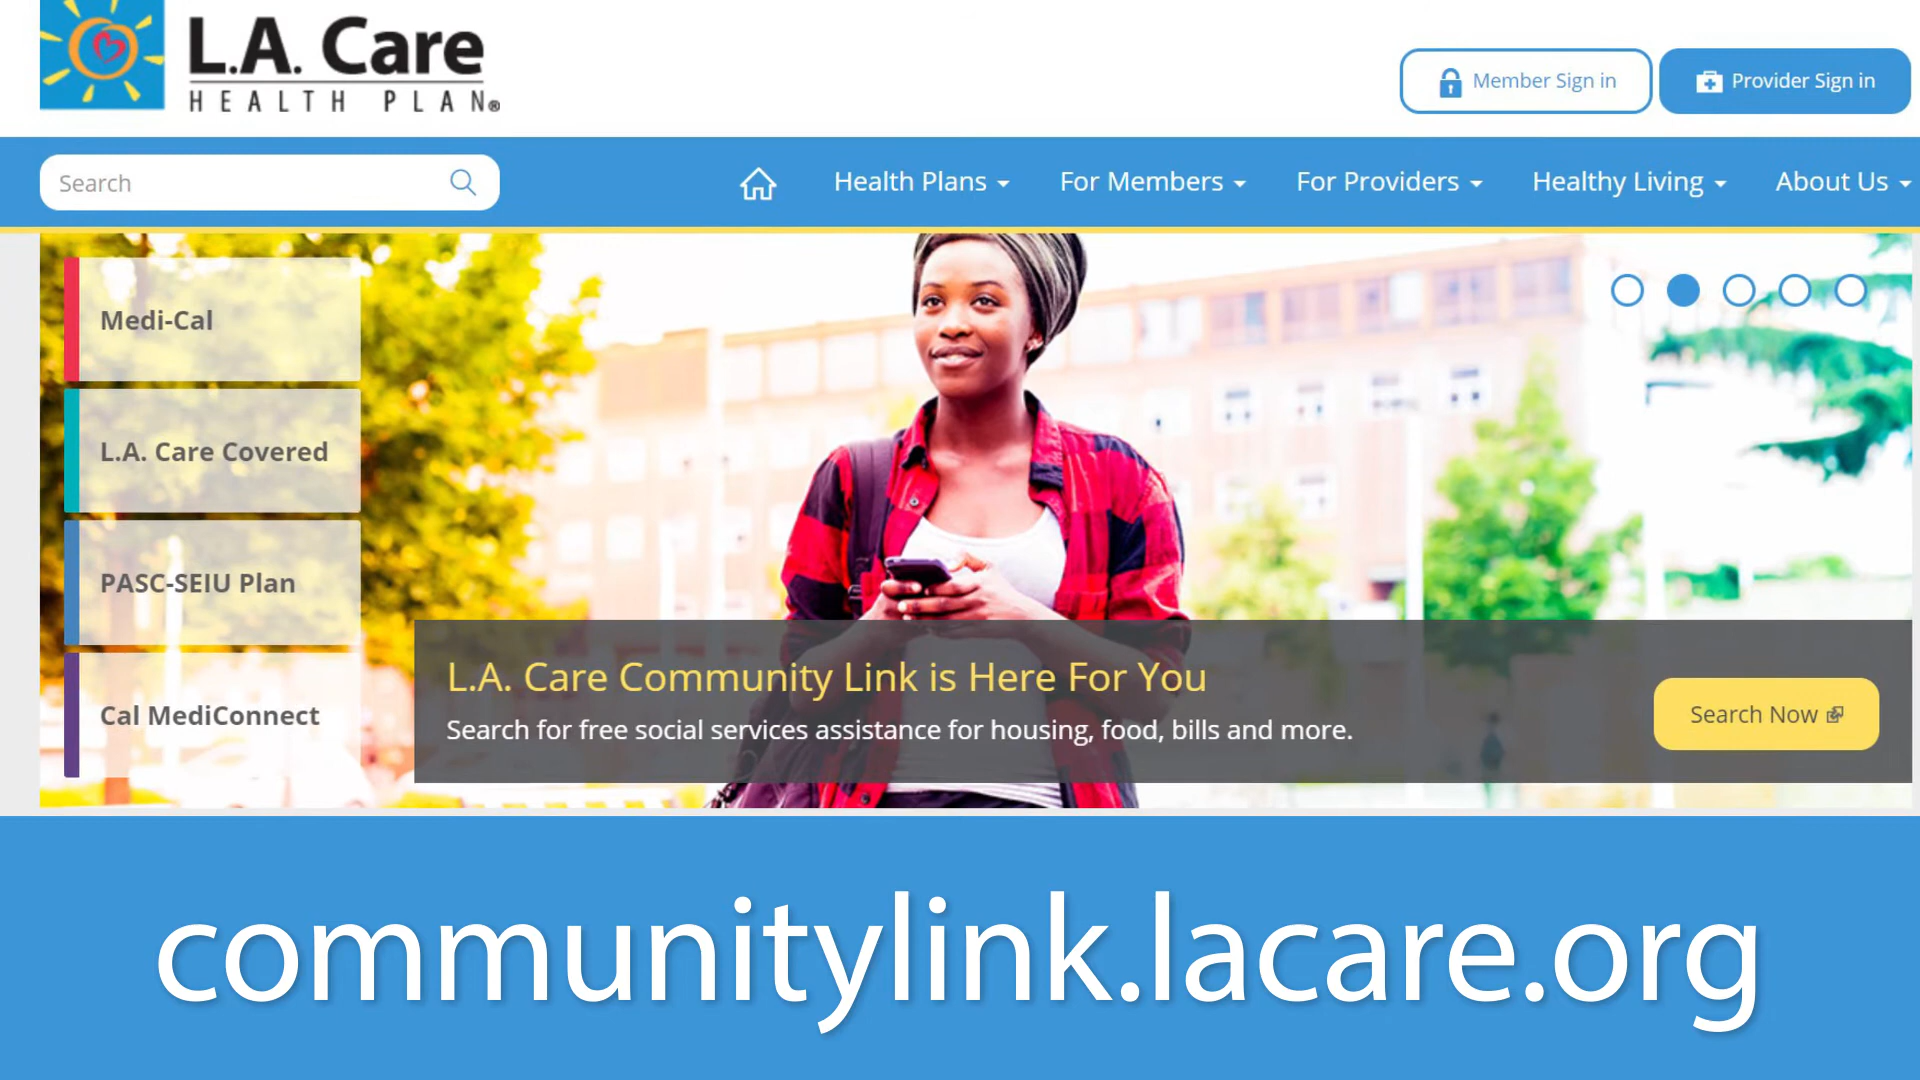 L.A. Care
HEALTH PLAN®
Member Sign in
Provider Sign in
Search
Health Plans
For Members
For Providers
Healthy Living
About Us
Medi-Cal
L.A. Care Covered
PASC-SEIU Plan
Cal MediConnect
L.A. Care Community Link is Here For You
Search for free social services assistance for housing, food, bills and more.
Search Now
communitylink.lacare.org